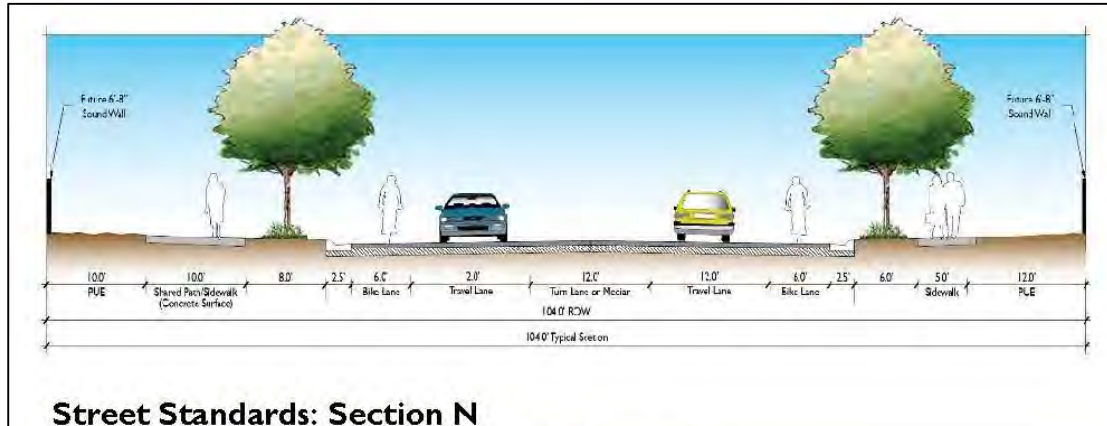 Future 6'-8"
Sound Wall
Future 6'-8"
Sound Wall
10.0' 10.0' 8.0' 2.5' 6.0' 2.0' 12.0' 12.0' 6.0' 2.5' 6.0' 5.0' 12.0'
PUE Shared Path/Sidewalk Bike Lane Travel Lane Turn Lane or Median Travel Lane Bike Lane Sidewalk PUE
(Concrete Surface)
104.0' ROW
104.0' Typical Section
Street Standards: Section N